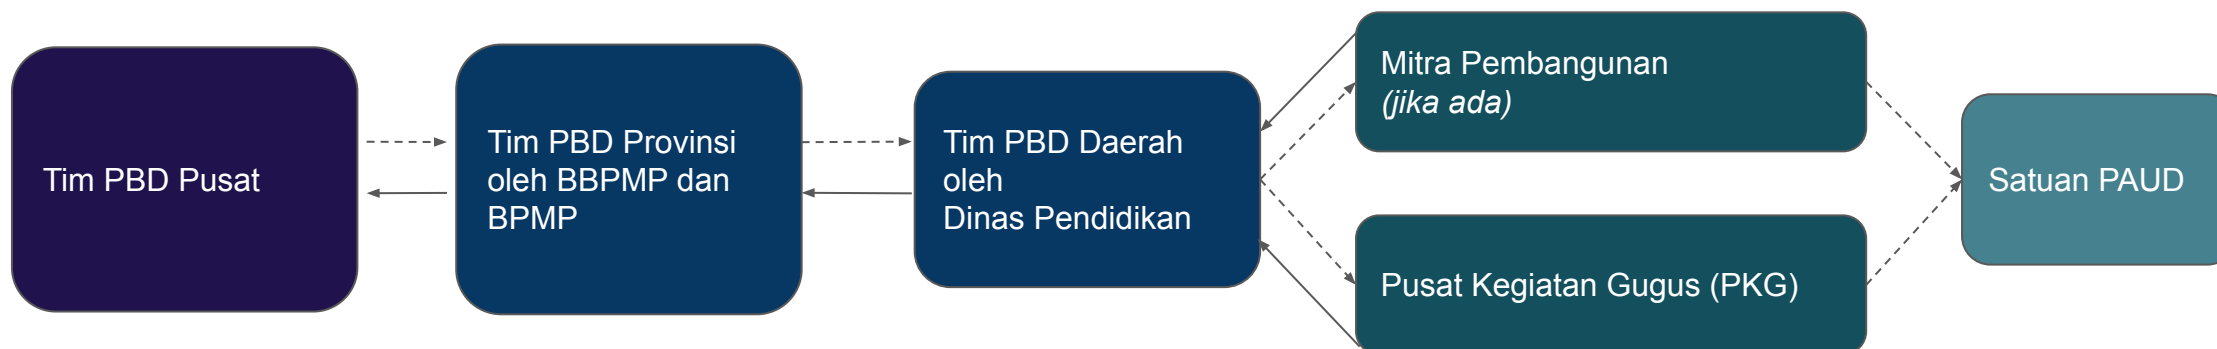 Tim PBD Pusat
Tim PBD Provinsi
oleh BBPMP dan
BPMP
Tim PBD Daerah
oleh
Dinas Pendidikan
Mitra Pembangunan
(jika ada)
Pusat Kegiatan Gugus (PKG)
Satuan PAUD